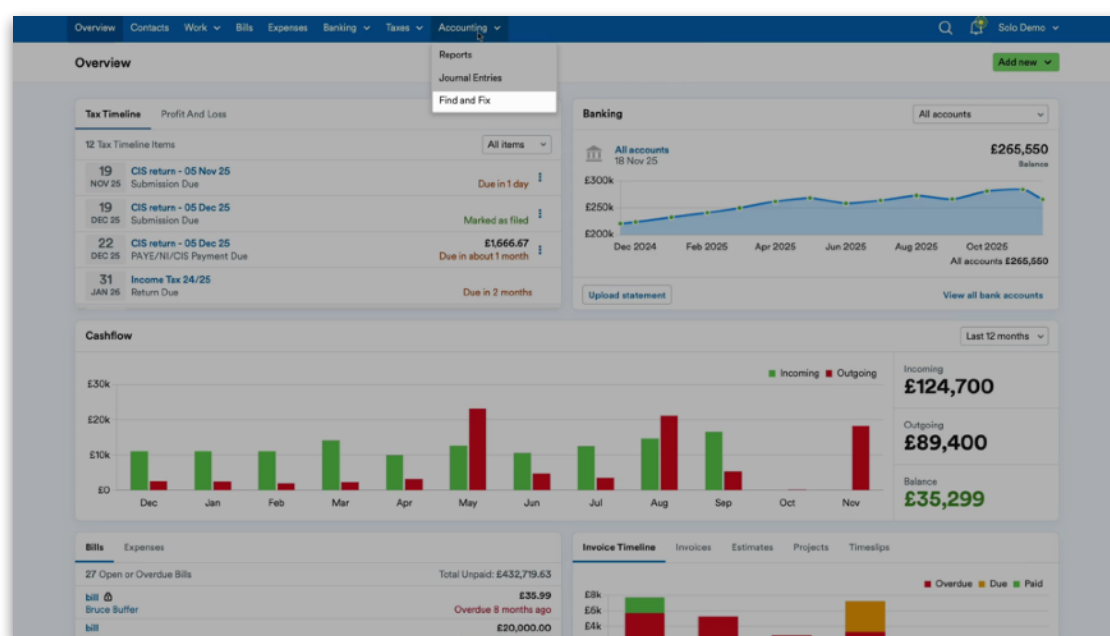 Overview Contacts Work Bills Expenses Banking Taxes Accounting Solo Demo
Reports
Journal Entries
Find and Fix
Overview
Add new
Tax Timeline Profit And Loss
12 Tax Timeline Items All items
19 NOV 25 CIS return - 05 Nov 25
Submission Due Due in 1 day
19 DEC 25 CIS return - 05 Dec 25
Submission Due Marked as filed
22 DEC 25 CIS return - 05 Dec 25 £1,666.67
PAYE/NI/CIS Payment Due Due in about 1 month
31 JAN 26 Income Tax 24/25
Return Due Due in 2 months
Banking All accounts
All accounts £265,550
18 Nov 25 Balance
£300k
£250k
£200k
Dec 2024 Feb 2025 Apr 2025 Jun 2025 Aug 2025 Oct 2025
All accounts £265,550
Upload statement View all bank accounts
Cashflow Last 12 months
Incoming Outgoing
£30k
£20k
£10k
£0
Dec Jan Feb Mar Apr May Jun Jul Aug Sep Oct Nov
Incoming
£124,700
Outgoing
£89,400
Balance
£35,299
Bills Expenses
27 Open or Overdue Bills Total Unpaid: £432,719.63
bill £35.99
Bruce Buffer Overdue 8 months ago
bill £20,000.00
Invoice Timeline Invoices Estimates Projects Timeslips
Overdue Due Paid
£8k
£6k
£4k